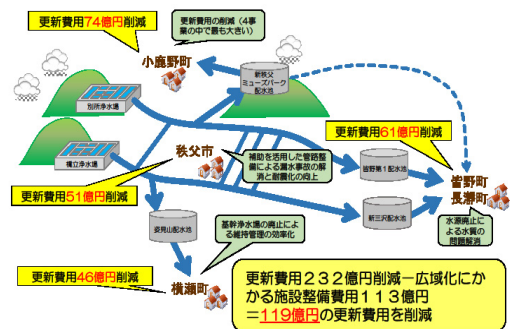 更新費用74億円削減
更新費用の削減（4事
業の中で最も大きい）
小鹿野町
新秩父
ミューズパーク
配水池
別所浄水場
更新費用61億円削減
橋立浄水場
秩父市
補助を活用した管路整
備による漏水事故の解
消と耐震化の向上
皆野第1配水池
皆野町
長瀞町
更新費用51億円削減
姿見山配水池
新三沢配水池
水源廃止に
よる水質の
問題解消
基幹浄水場の廃止に
よる維持管理の効率化
更新費用46億円削減
横瀬町
更新費用２３２億円削減－広域化にか
かる施設整備費用１１３億円
＝119億円の更新費用を削減